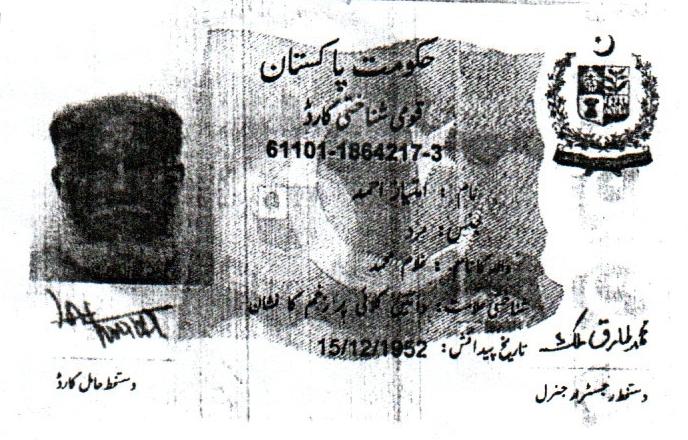 حکومت پاکستان
قومی شناختی کارڈ
61101-1864217-3
نام : امتیاز احمد
جنس : مرد
والد کا نام : غلام محمد
شناختی علامت : دائیں کلائی پر زخم کا نشان
تاریخ پیدائش : 15/12/1952
محمد طارق ملک
دستخط حامل کارڈ
دستخط رجسٹرار جنرل